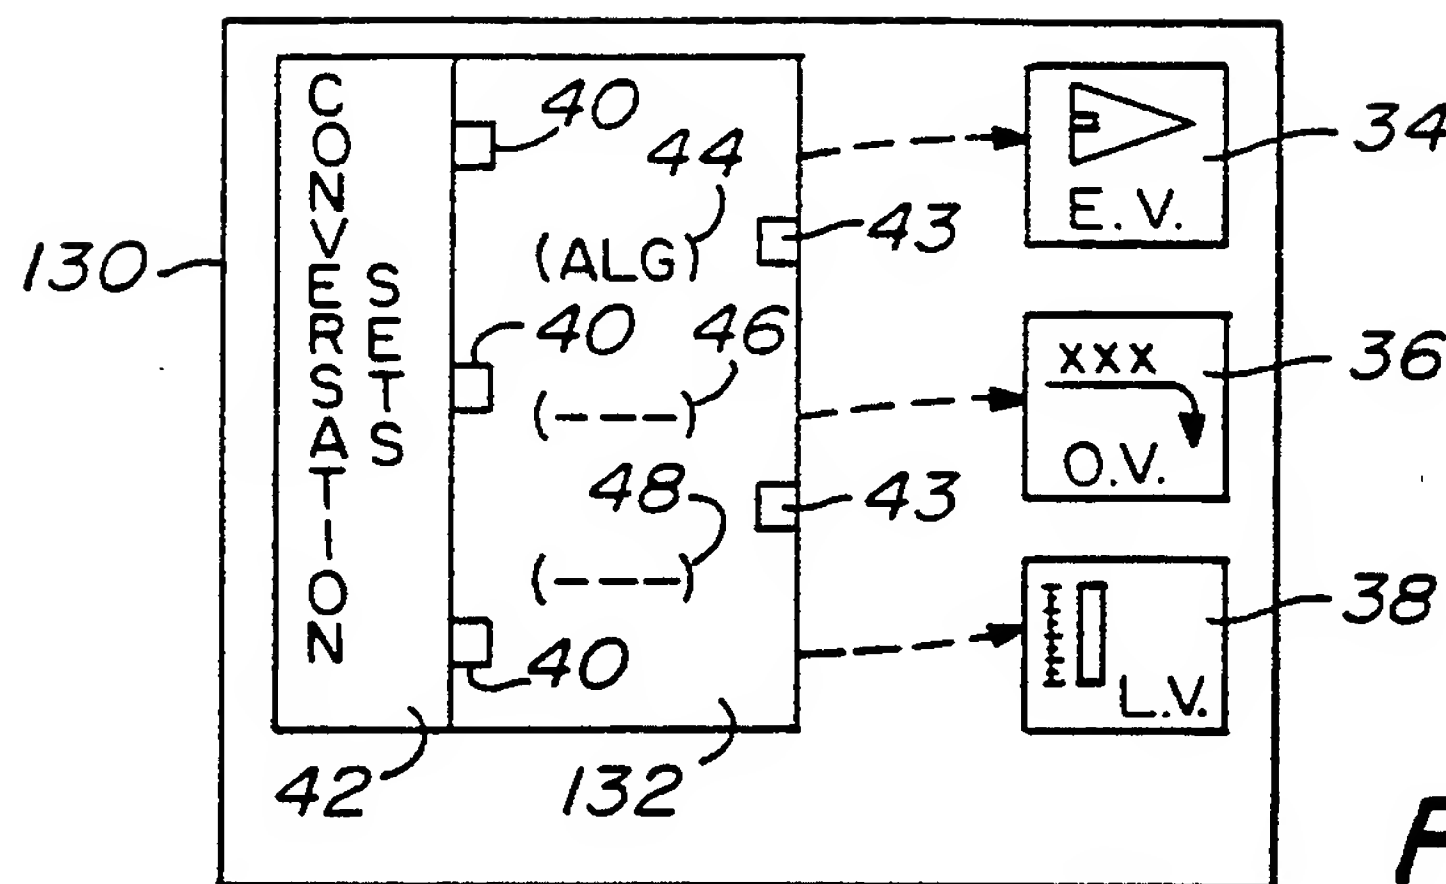 130
CONVERSATION
SETS
42
40
44
(ALG)
43
40
46
(----)
48
43
(----)
40
132
34
E.V.
36
XXX
O.V.
38
L.V.